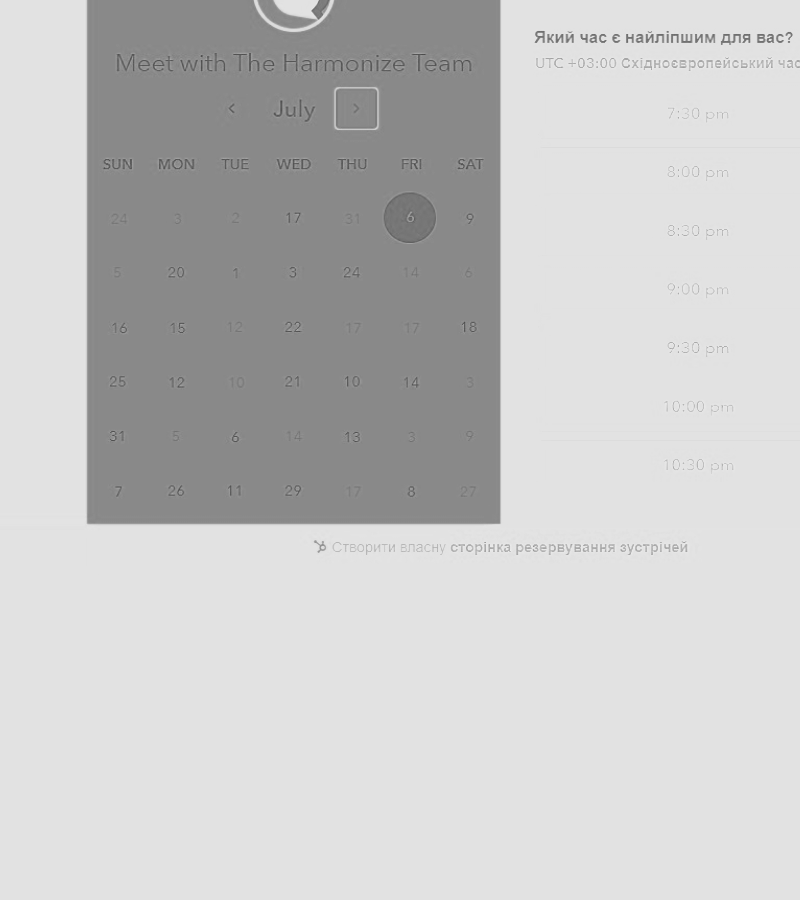 Meet with The Harmonize Team
July
SUN MON TUE WED THU FRI SAT
24 3 2 17 31 6 9
5 20 1 3 24 14 6
16 15 12 22 17 17 18
25 12 10 21 10 14 3
31 5 6 14 13 3 9
7 26 11 29 17 8 27
Який час є найліпшим для вас?
UTC +03:00 Східноєвропейський час
7:30 pm
8:00 pm
8:30 pm
9:00 pm
9:30 pm
10:00 pm
10:30 pm
Створити власну сторінка резервування зустрічей